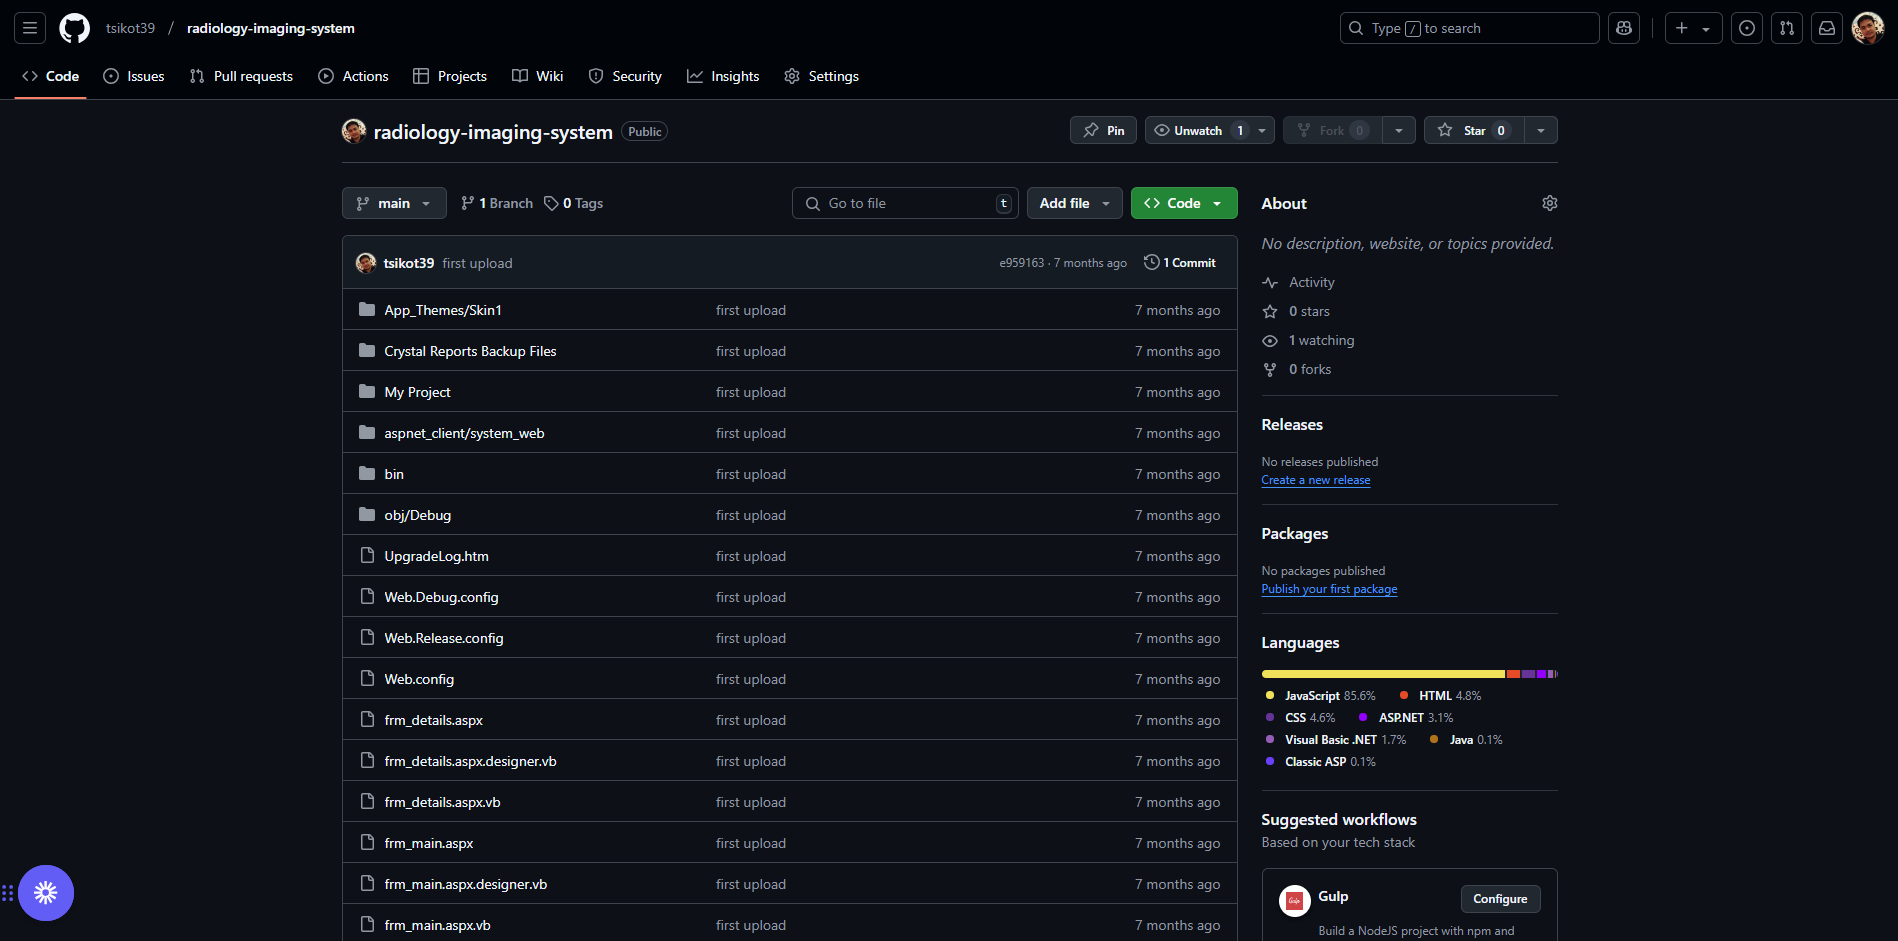 tsikot39 / radiology-imaging-system
Type / to search
Code Issues Pull requests Actions Projects Wiki Security Insights Settings
radiology-imaging-system Public
Pin Unwatch 1 Fork 0 Star 0
main 1 Branch 0 Tags Go to file t Add file Code
tsikot39 first upload e959163 · 7 months ago 1 Commit
App_Themes/Skin1 first upload 7 months ago
Crystal Reports Backup Files first upload 7 months ago
My Project first upload 7 months ago
aspnet_client/system_web first upload 7 months ago
bin first upload 7 months ago
obj/Debug first upload 7 months ago
UpgradeLog.htm first upload 7 months ago
Web.Debug.config first upload 7 months ago
Web.Release.config first upload 7 months ago
Web.config first upload 7 months ago
frm_details.aspx first upload 7 months ago
frm_details.aspx.designer.vb first upload 7 months ago
frm_details.aspx.vb first upload 7 months ago
frm_main.aspx first upload 7 months ago
frm_main.aspx.designer.vb first upload 7 months ago
frm_main.aspx.vb first upload 7 months ago
About
No description, website, or topics provided.
Activity
0 stars
1 watching
0 forks
Releases
No releases published
Create a new release
Packages
No packages published
Publish your first package
Languages
JavaScript 85.6% HTML 4.8%
CSS 4.6% ASP.NET 3.1%
Visual Basic .NET 1.7% Java 0.1%
Classic ASP 0.1%
Suggested workflows
Based on your tech stack
Gulp Configure
Build a NodeJS project with npm and